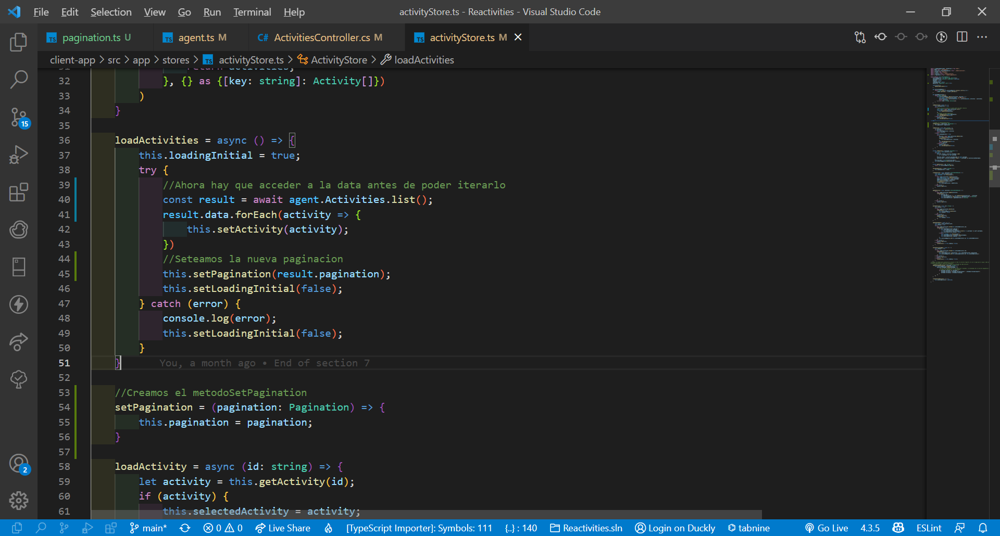 File Edit Selection View Go Run Terminal Help activityStore.ts - Reactivities - Visual Studio Code
TS pagination.ts U TS agent.ts M C# ActivitiesController.cs M TS activityStore.ts M
client-app > src > app > stores > TS activityStore.ts > ActivityStore > loadActivities
32 }, {} as {[key: string]: Activity[]})
33 )
34 }
35
36 loadActivities = async () => {
37 this.loadingInitial = true;
38 try {
39 //Ahora hay que acceder a la data antes de poder iterarlo
40 const result = await agent.Activities.list();
41 result.data.forEach(activity => {
42 this.setActivity(activity);
43 })
44 //Seteamos la nueva paginacion
45 this.setPagination(result.pagination);
46 this.setLoadingInitial(false);
47 } catch (error) {
48 console.log(error);
49 this.setLoadingInitial(false);
50 }
51 } You, a month ago • End of section 7
52
53 //Creamos el metodoSetPagination
54 setPagination = (pagination: Pagination) => {
55 this.pagination = pagination;
56 }
57
58 loadActivity = async (id: string) => {
59 let activity = this.getActivity(id);
60 if (activity) {
61 this.selectedActivity = activity;
15
2
main* 0 0 Live Share [TypeScript Importer]: Symbols: 111 {..} : 140 Reactivities.sln Login on Duckly tabnine Go Live 4.3.5 ESLint